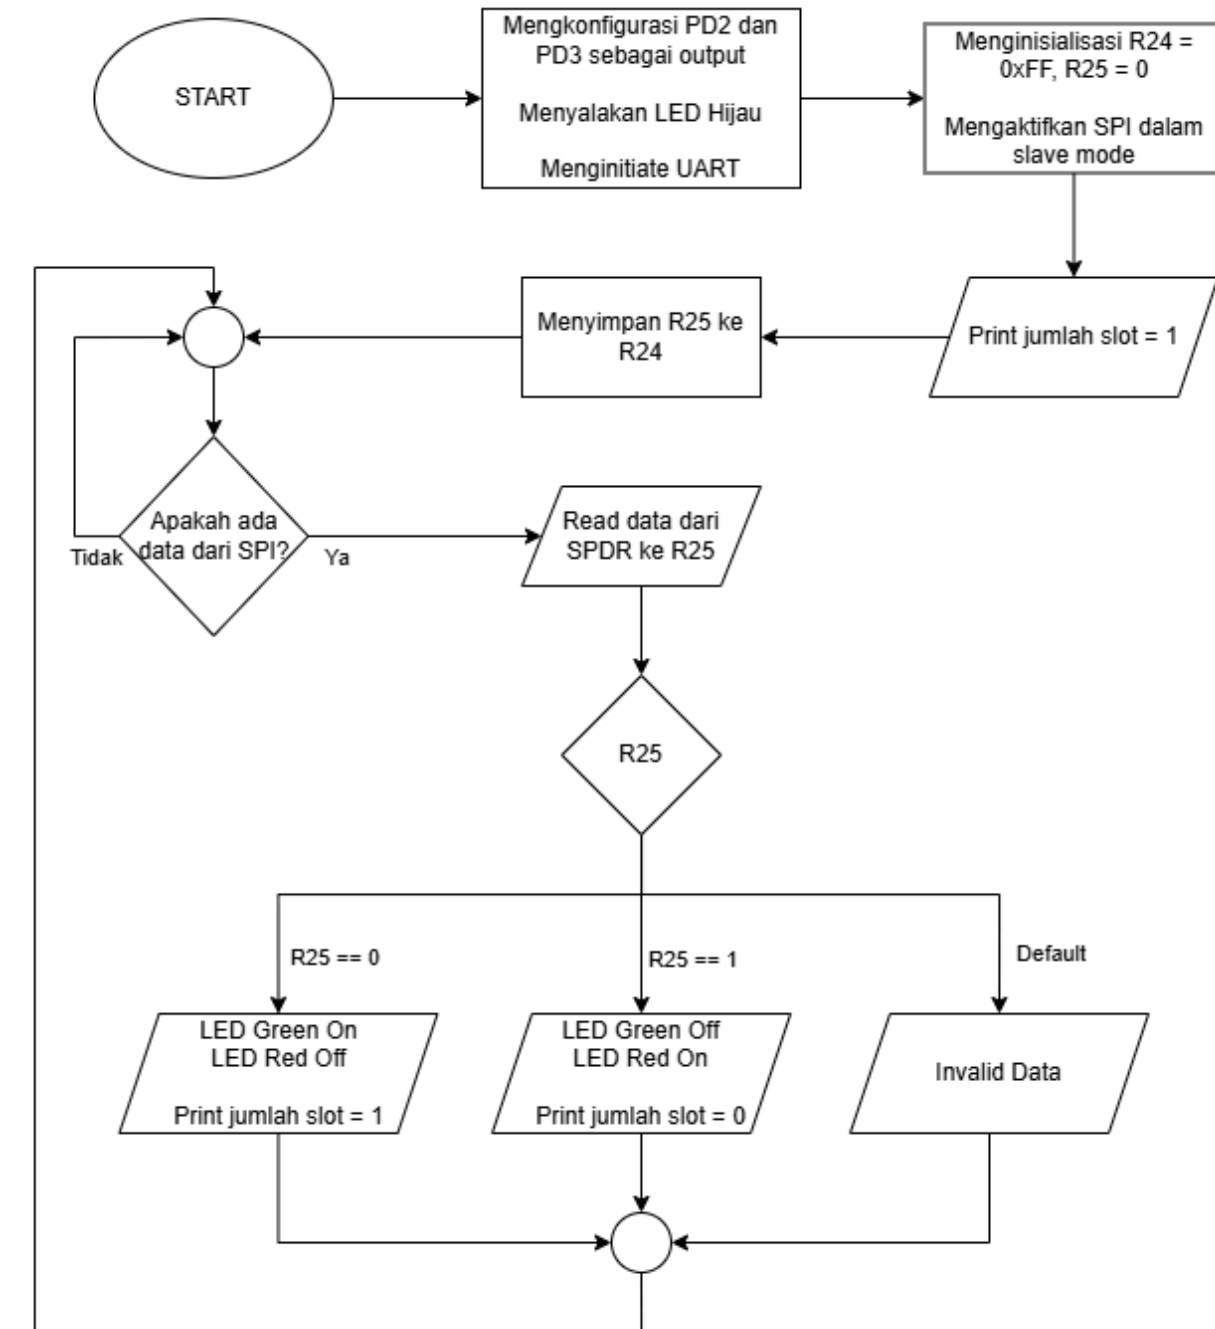 START
Mengkonfigurasi PD2 dan
PD3 sebagai output
Menyalakan LED Hijau
Menginitiate UART
Menginisialisasi R24 =
0xFF, R25 = 0
Mengaktifkan SPI dalam
slave mode
Print jumlah slot = 1
Menyimpan R25 ke
R24
Apakah ada
data dari SPI?
Tidak
Ya
Read data dari
SPDR ke R25
R25
R25 == 0
R25 == 1
Default
LED Green On
LED Red Off
Print jumlah slot = 1
LED Green Off
LED Red On
Print jumlah slot = 0
Invalid Data